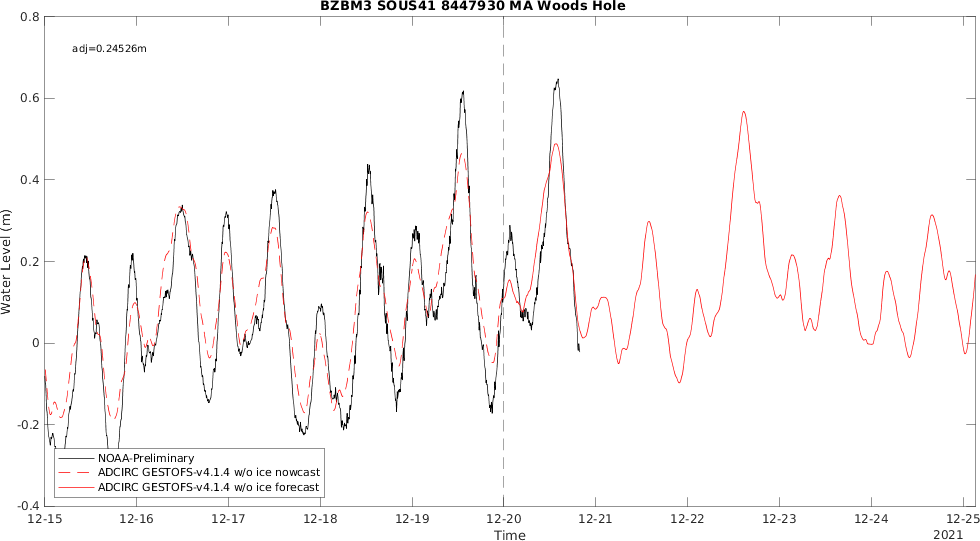 BZBM3 SOUS41 8447930 MA Woods Hole
adj=0.24526m
Water Level (m)
0.8
0.6
0.4
0.2
0
-0.2
-0.4
NOAA-Preliminary
ADCIRC GESTOFS-v4.1.4 w/o ice nowcast
ADCIRC GESTOFS-v4.1.4 w/o ice forecast
12-15 12-16 12-17 12-18 12-19 12-20 12-21 12-22 12-23 12-24 12-25
Time
2021